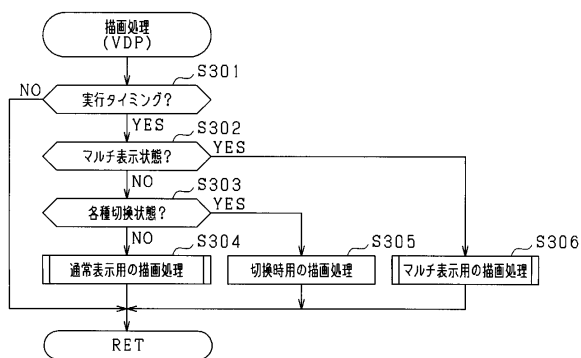 描画処理
(VDP)
S301
NO
実行タイミング?
YES
S302
マルチ表示状態?
YES
NO
S303
各種切換状態?
YES
NO
S304
S305
S306
通常表示用の描画処理
切換時用の描画処理
マルチ表示用の描画処理
RET